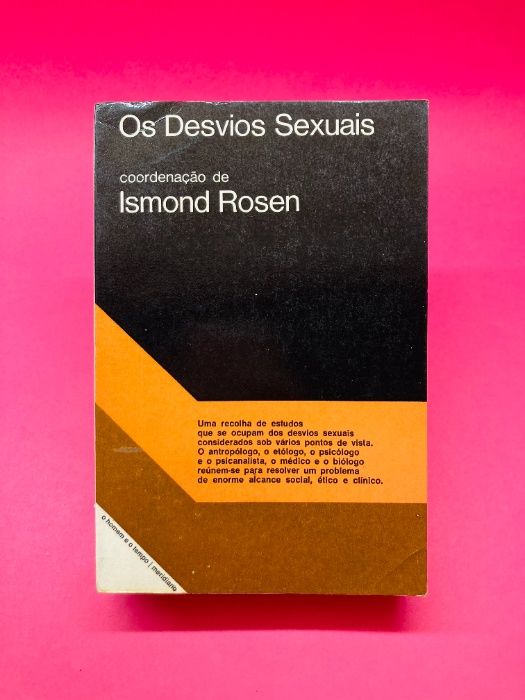 Os Desvios Sexuais
coordenação de
Ismond Rosen
Uma recolha de estudos
que se ocupam dos desvios sexuais
considerados sob vários pontos de vista.
O antropólogo, o etólogo, o psicólogo
e o psicanalista, o médico e o biólogo
reúnem-se para resolver um problema
de enorme alcance social, ético e clínico.
o homem e o tempo | meridiano